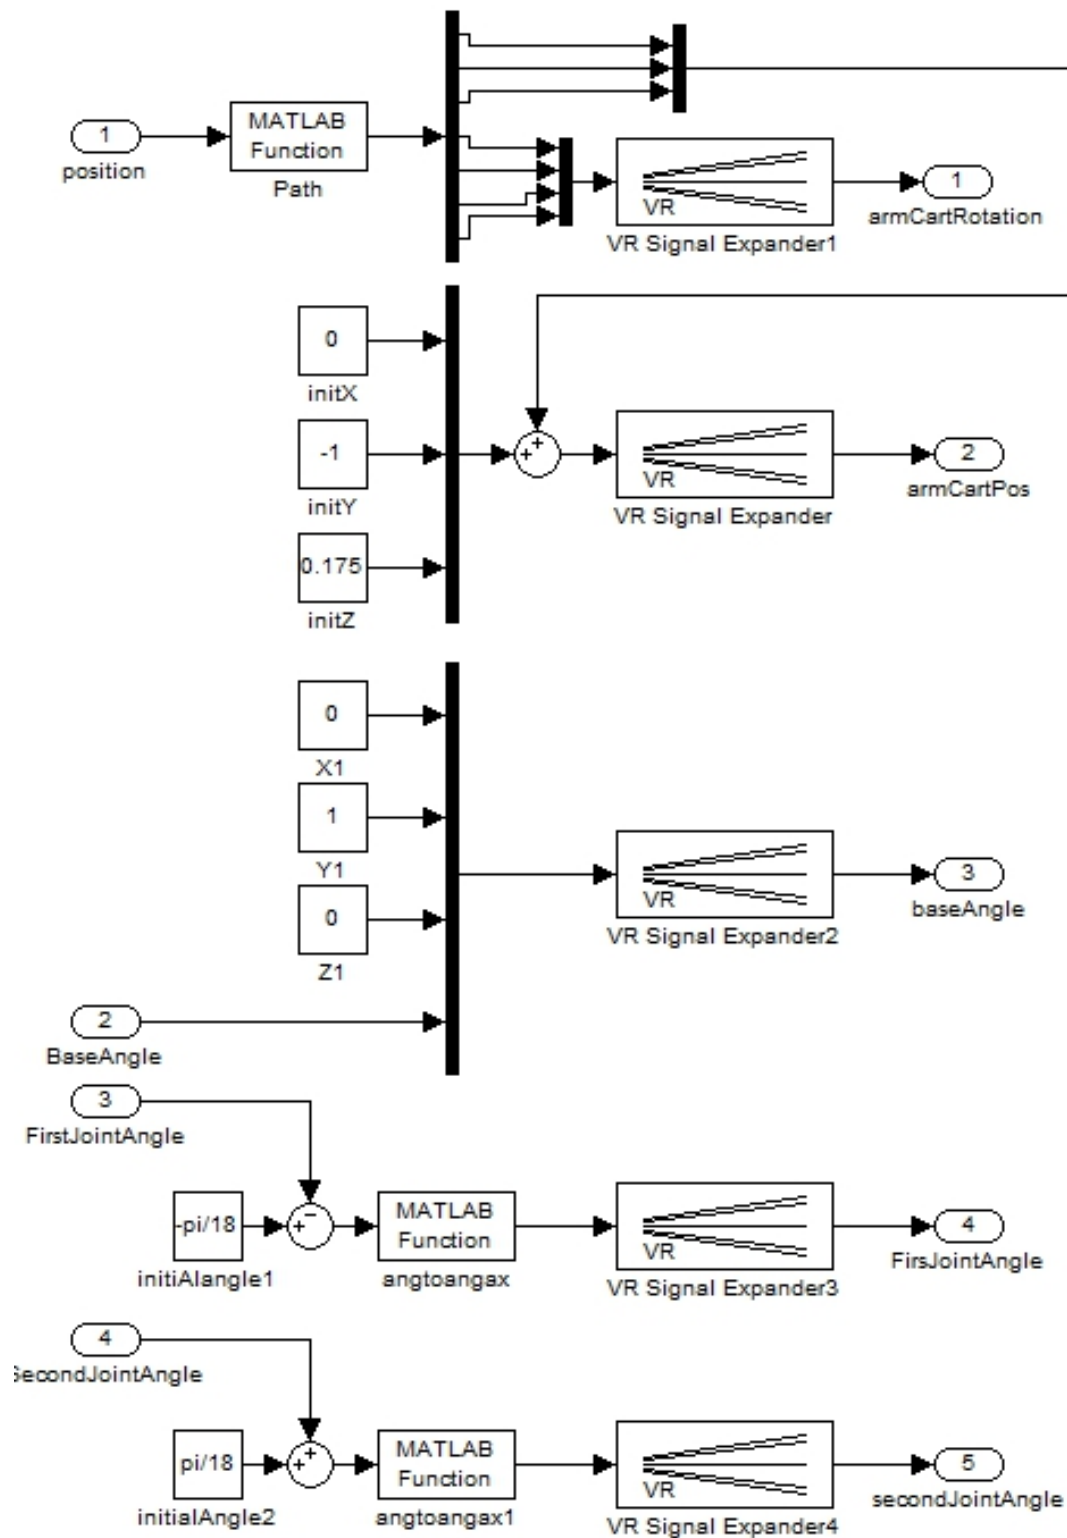 MATLAB
Function
1
position
Path
VR
VR Signal Expander1
1
armCartRotation
0
initX
-1
initY
0.175
initZ
VR
VR Signal Expander
2
armCartPos
0
X1
1
Y1
0
Z1
VR
VR Signal Expander2
3
baseAngle
2
BaseAngle
3
FirstJointAngle
-pi/18
initiAlangle1
MATLAB
Function
angtoangax
VR
VR Signal Expander3
4
FirsJointAngle
4
SecondJointAngle
pi/18
initialAngle2
MATLAB
Function
angtoangax1
VR
VR Signal Expander4
5
secondJointAngle